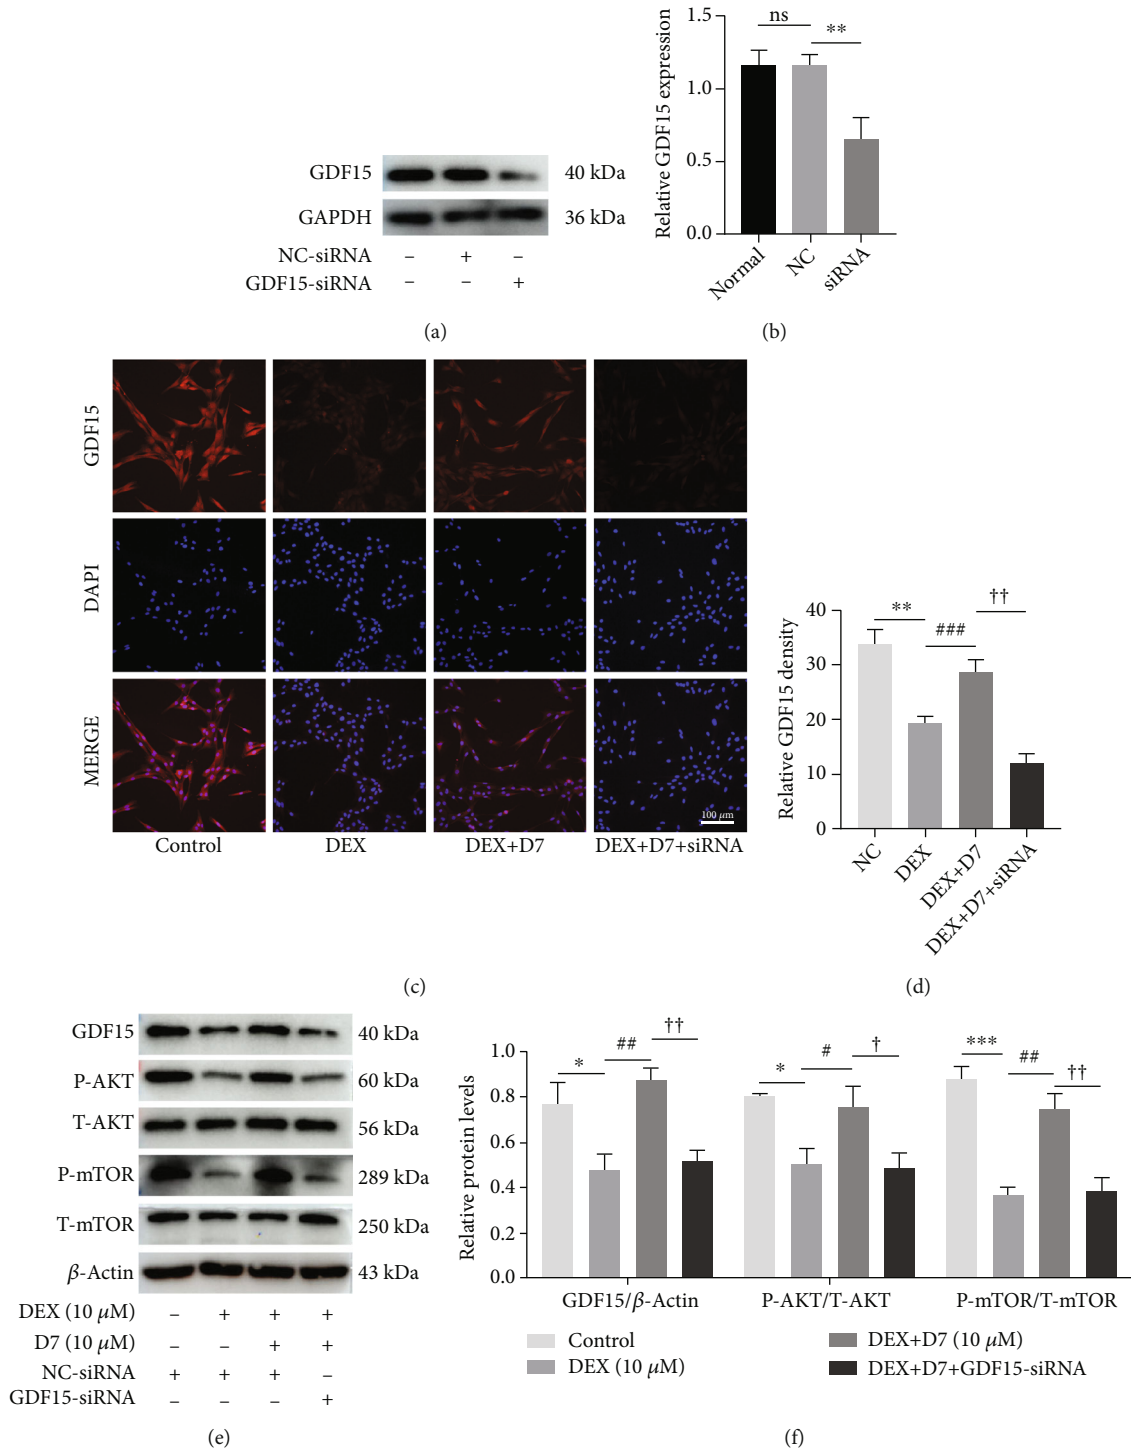 GDF15 40 kDa
GAPDH 36 kDa
NC-siRNA – + –
GDF15-siRNA – – +
(a)
Relative GDF15 expression
1.5
1.0
0.5
0.0
ns
**
Normal
NC
siRNA
(b)
GDF15
DAPI
MERGE
100 μm
Control DEX DEX+D7 DEX+D7+siRNA
(c)
Relative GDF15 density
40
30
20
10
0
**
###
††
NC
DEX
DEX+D7
DEX+D7+siRNA
(d)
GDF15 40 kDa
P-AKT 60 kDa
T-AKT 56 kDa
P-mTOR 289 kDa
T-mTOR 250 kDa
β-Actin 43 kDa
DEX (10 μM) – + + +
D7 (10 μM) – – + +
NC-siRNA + + + –
GDF15-siRNA – – – +
(e)
Relative protein levels
1.0
0.8
0.6
0.4
0.2
0.0
* ## ††
* # †
*** ## ††
GDF15/β-Actin P-AKT/T-AKT P-mTOR/T-mTOR
Control
DEX (10 μM)
DEX+D7 (10 μM)
DEX+D7+GDF15-siRNA
(f)